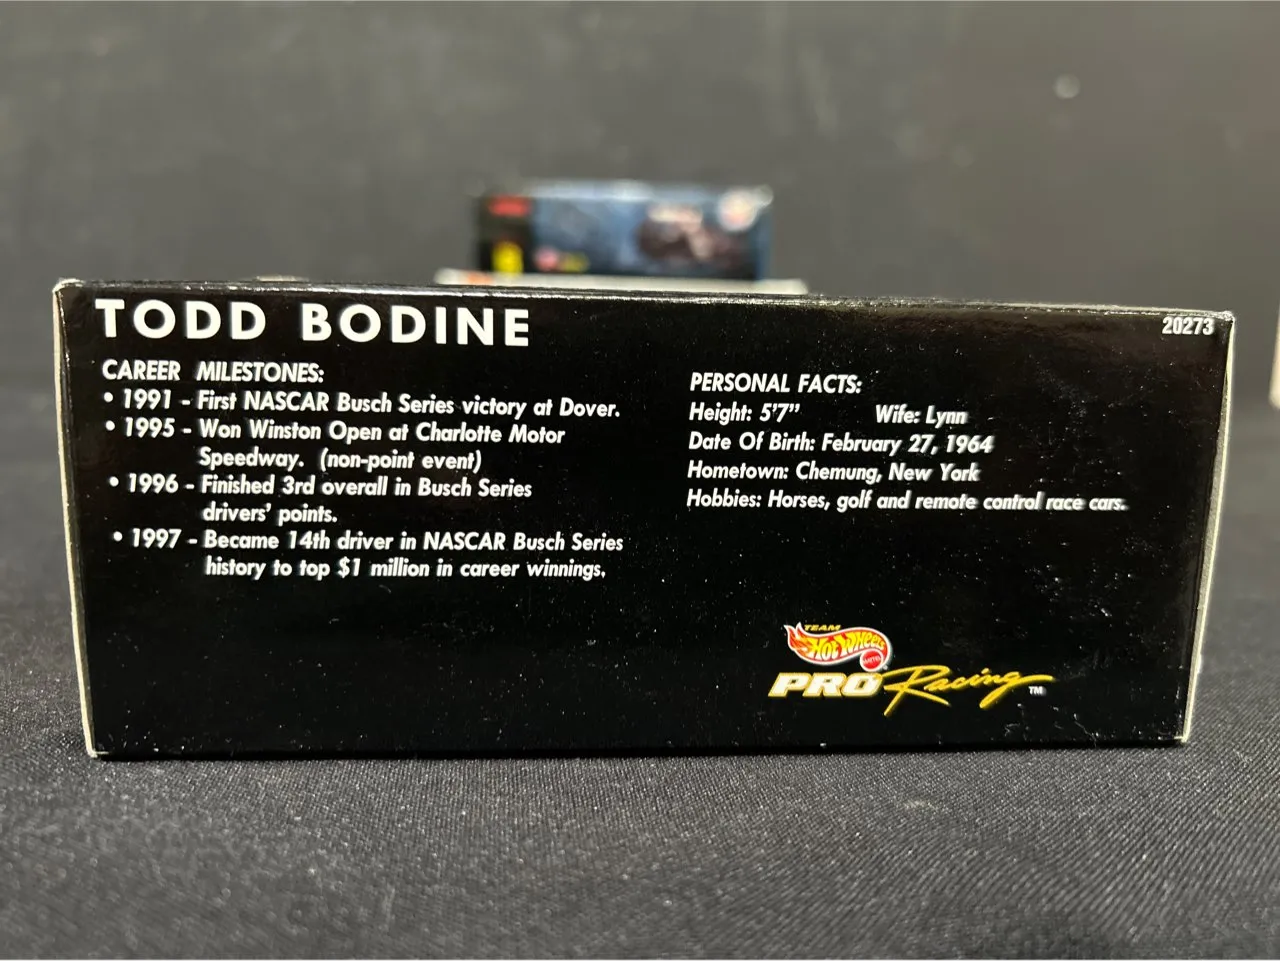 TODD BODINE
20273
CAREER MILESTONES:
• 1991 - First NASCAR Busch Series victory at Dover.
• 1995 - Won Winston Open at Charlotte Motor
Speedway. (non-point event)
• 1996 - Finished 3rd overall in Busch Series
drivers' points.
• 1997 - Became 14th driver in NASCAR Busch Series
history to top $1 million in career winnings.
PERSONAL FACTS:
Height: 5'7" Wife: Lynn
Date Of Birth: February 27, 1964
Hometown: Chemung, New York
Hobbies: Horses, golf and remote control race cars.
TEAM
Hot Wheels
MATTEL
PRO Racing™